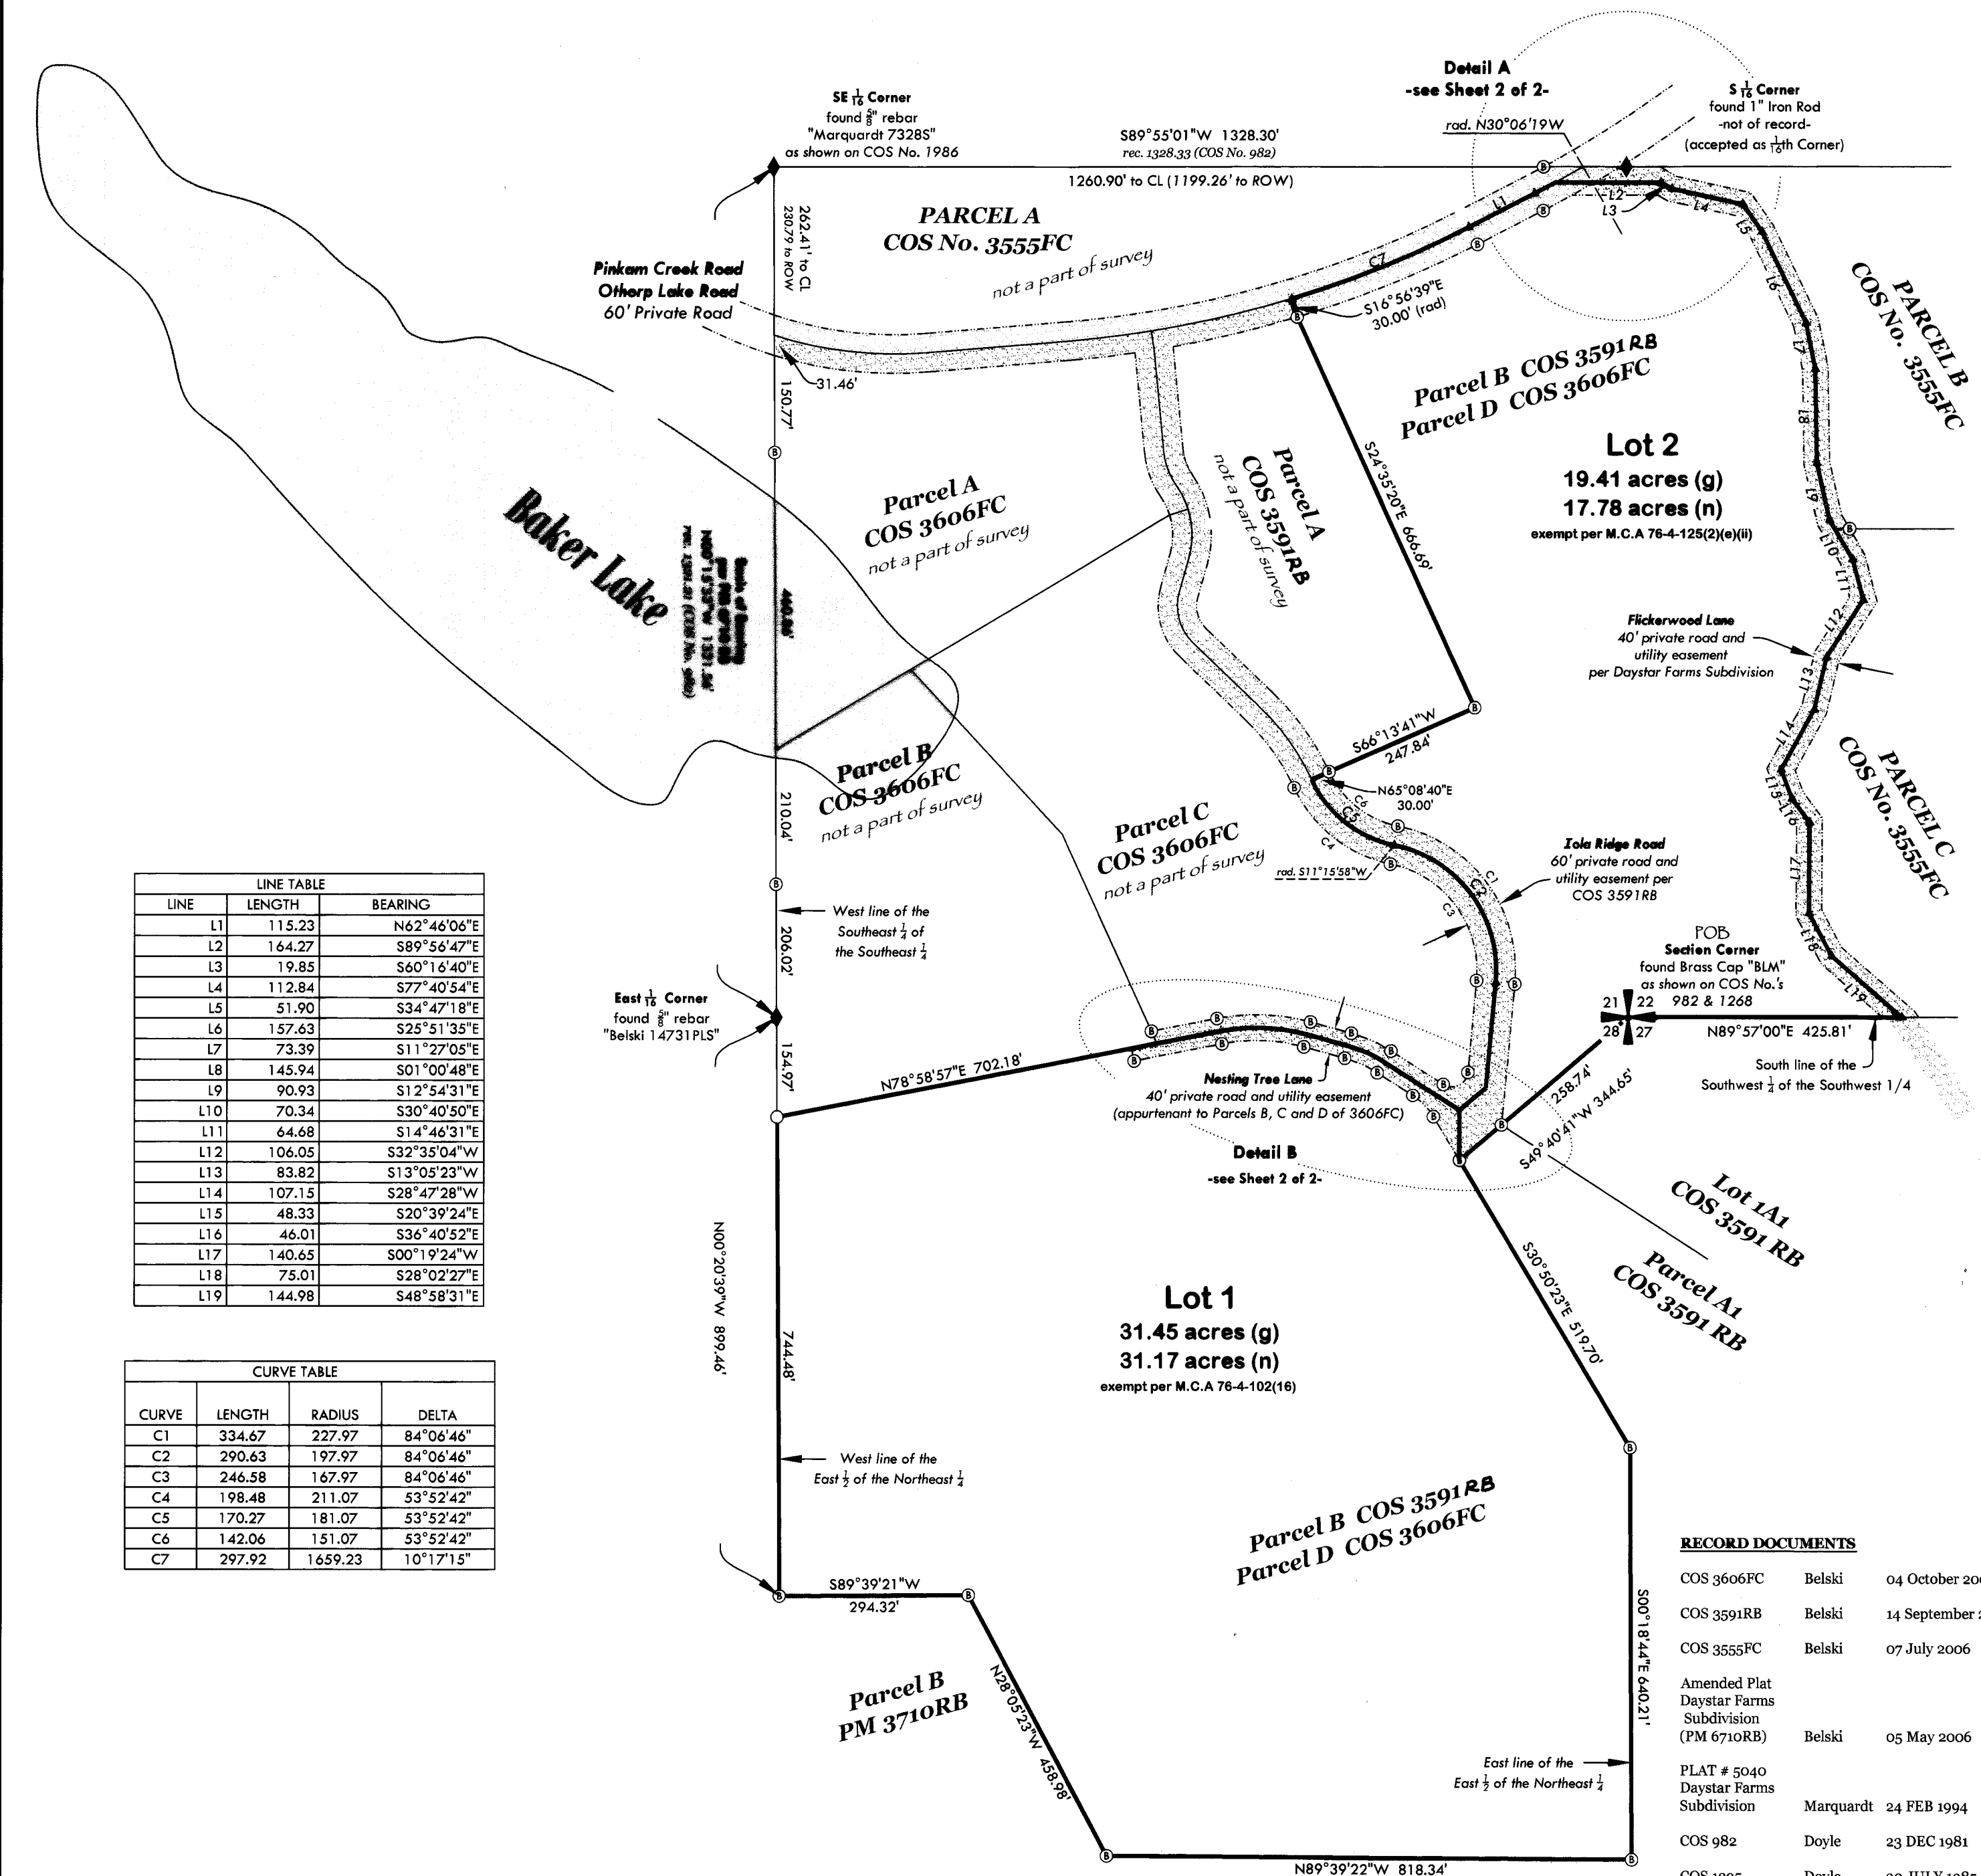 Detail A
-see Sheet 2 of 2-
SE 1/16 Corner
found 5/8" rebar
"Marquardt 7328S"
as shown on COS No. 1986
S89°55'01"W 1328.30'
rec. 1328.33 (COS No. 982)
1260.90' to CL (1199.26' to ROW)
rad. N30°06'19W
S 1/16 Corner
found 1" Iron Rod
-not of record-
(accepted as 1/16th Corner)
PARCEL A
COS No. 3555FC
not a part of survey
262.41' to CL
230.79 to ROW
Pinkam Creek Road
Othorp Lake Road
60' Private Road
31.46'
150.77'
L1
L2
L3
L4
L5
L6
L7
L8
L9
L10
L11
L12
L13
L14
L15
L16
L17
L18
L19
C7
S16°56'39"E
30.00' (rad)
PARCEL B
COS No. 3555FC
Parcel B COS 3591RB
Parcel D COS 3606FC
Lot 2
19.41 acres (g)
17.78 acres (n)
exempt per M.C.A 76-4-125(2)(e)(ii)
S24°35'20"E 666.69'
Parcel A
COS 3591RB
not a part of survey
Parcel A
COS 3606FC
not a part of survey
Baker Lake
Flickerwood Lane
40' private road and
utility easement
per Daystar Farms Subdivision
S66°13'41"W
247.84'
N65°08'40"E
30.00'
Parcel B
COS 3606FC
not a part of survey
210.04'
Parcel C
COS 3606FC
not a part of survey
C6
C5
C4
rad. S11°15'58"W
C1
C2
C3
Iola Ridge Road
60' private road and
utility easement per
COS 3591RB
PARCEL C
COS No. 3555FC
POB
Section Corner
found Brass Cap "BLM"
as shown on COS No.'s
982 & 1268
21 22
28 27
N89°57'00"E 425.81'
South line of the
Southwest 1/4 of the Southwest 1/4
West line of the
Southeast 1/4 of
the Southeast 1/4
206.02'
East 1/16 Corner
found 5/8" rebar
"Belski 14731PLS"
154.97'
N78°58'57"E 702.18'
Nesting Tree Lane
40' private road and utility easement
(appurtenant to Parcels B, C and D of 3606FC)
Detail B
-see Sheet 2 of 2-
258.74'
S49°40'41"W 344.65'
Lot 1A1
COS 3591 RB
Parcel A1
COS 3591 RB
S30°50'23"E 519.70'
LINE TABLE
LINE LENGTH BEARING
L1 115.23 N62°46'06"E
L2 164.27 S89°56'47"E
L3 19.85 S60°16'40"E
L4 112.84 S77°40'54"E
L5 51.90 S34°47'18"E
L6 157.63 S25°51'35"E
L7 73.39 S11°27'05"E
L8 145.94 S01°00'48"E
L9 90.93 S12°54'31"E
L10 70.34 S30°40'50"E
L11 64.68 S14°46'31"E
L12 106.05 S32°35'04"W
L13 83.82 S13°05'23"W
L14 107.15 S28°47'28"W
L15 48.33 S20°39'24"E
L16 46.01 S36°40'52"E
L17 140.65 S00°19'24"W
L18 75.01 S28°02'27"E
L19 144.98 S48°58'31"E
CURVE TABLE
CURVE LENGTH RADIUS DELTA
C1 334.67 227.97 84°06'46"
C2 290.63 197.97 84°06'46"
C3 246.58 167.97 84°06'46"
C4 198.48 211.07 53°52'42"
C5 170.27 181.07 53°52'42"
C6 142.06 151.07 53°52'42"
C7 297.92 1659.23 10°17'15"
N00°20'39"W 899.46'
744.48'
Lot 1
31.45 acres (g)
31.17 acres (n)
exempt per M.C.A 76-4-102(16)
West line of the
East 1/2 of the Northeast 1/4
Parcel B COS 3591RB
Parcel D COS 3606FC
S89°39'21"W
294.32'
Parcel B
PM 3710RB
N28°05'23"W 458.98'
S00°18'44"E 640.21'
East line of the
East 1/2 of the Northeast 1/4
N89°39'22"W 818.34'
RECORD DOCUMENTS
COS 3606FC Belski 04 October
COS 3591RB Belski 14 September
COS 3555FC Belski 07 July 2006
Amended Plat
Daystar Farms
Subdivision
(PM 6710RB) Belski 05 May 2006
PLAT # 5040
Daystar Farms
Subdivision Marquardt 24 FEB 1994
COS 982 Doyle 23 DEC 1981